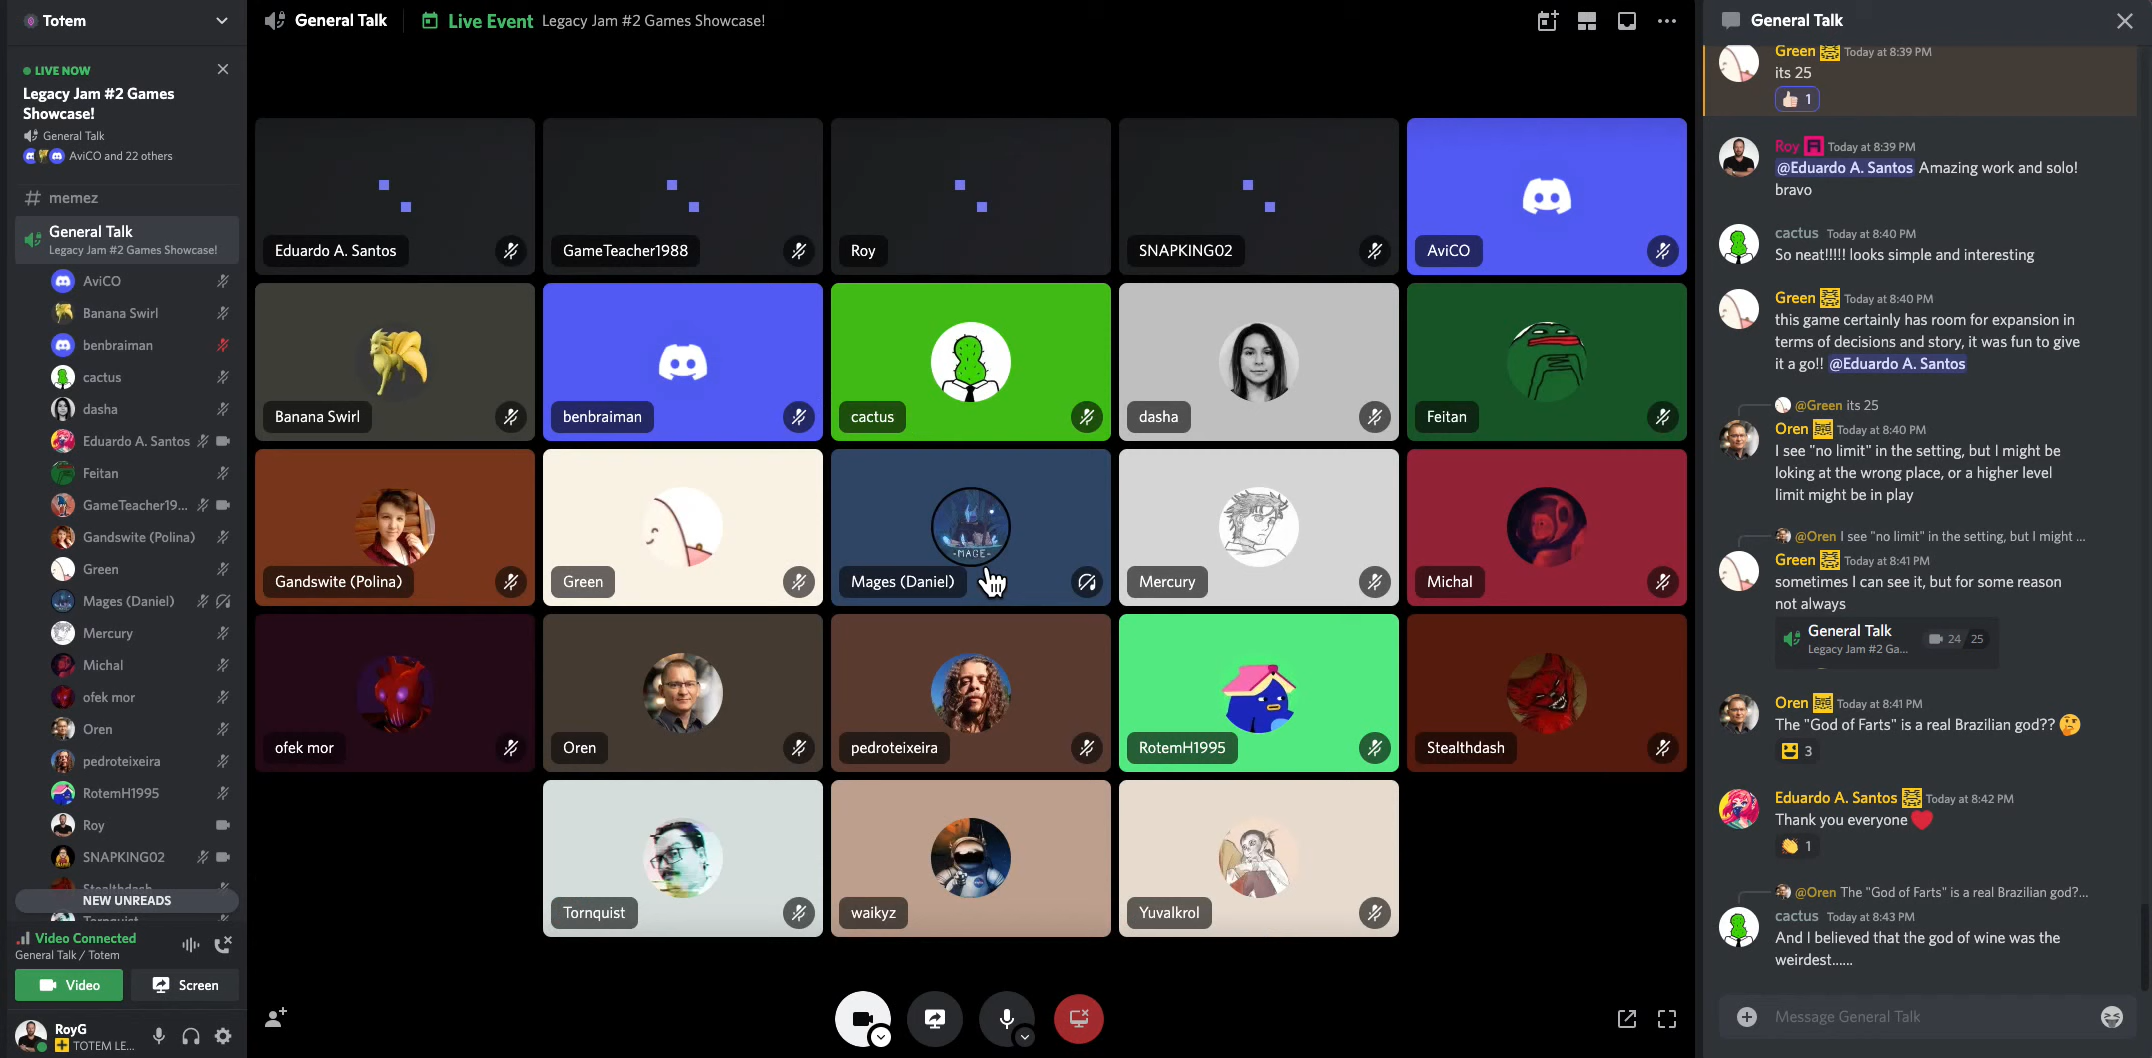 Totem
LIVE NOW
Legacy Jam #2 Games
Showcase!
General Talk
AviCO and 22 others
memez
General Talk
Legacy Jam #2 Games Showcase!
AviCO
Banana Swirl
benbraiman
cactus
dasha
Eduardo A. Santos
Feitan
GameTeacher19...
Gandswite (Polina)
Green
Mages (Daniel)
Mercury
Michal
ofek mor
Oren
pedroteixeira
RotemH1995
Roy
SNAPKING02
Stealthdash
NEW UNREADS
Tornquist
Video Connected
General Talk / Totem
Video
Screen
RoyG
TOTEM LE...
General Talk
Live Event Legacy Jam #2 Games Showcase!
Eduardo A. Santos
GameTeacher1988
Roy
SNAPKING02
AviCO
Banana Swirl
benbraiman
cactus
dasha
Feitan
Gandswite (Polina)
Green
-MAGE-
Mages (Daniel)
Mercury
Michal
ofek mor
Oren
pedroteixeira
RotemH1995
Stealthdash
Tornquist
waikyz
Yuvalkrol
General Talk
Green Today at 8:39 PM
its 25
1
Roy Today at 8:39 PM
@Eduardo A. Santos Amazing work and solo!
bravo
cactus Today at 8:40 PM
So neat!!!!! looks simple and interesting
Green Today at 8:40 PM
this game certainly has room for expansion in
terms of decisions and story, it was fun to give
it a go!! @Eduardo A. Santos
@Green its 25
Oren Today at 8:40 PM
I see "no limit" in the setting, but I might be
loking at the wrong place, or a higher level
limit might be in play
@Oren I see "no limit" in the setting, but I might ...
Green Today at 8:41 PM
sometimes I can see it, but for some reason
not always
General Talk 24 25
Legacy Jam #2 Ga...
Oren Today at 8:41 PM
The "God of Farts" is a real Brazilian god??
3
Eduardo A. Santos Today at 8:42 PM
Thank you everyone
1
@Oren The "God of Farts" is a real Brazilian god?...
cactus Today at 8:43 PM
And I believed that the god of wine was the
weirdest......
Message General Talk